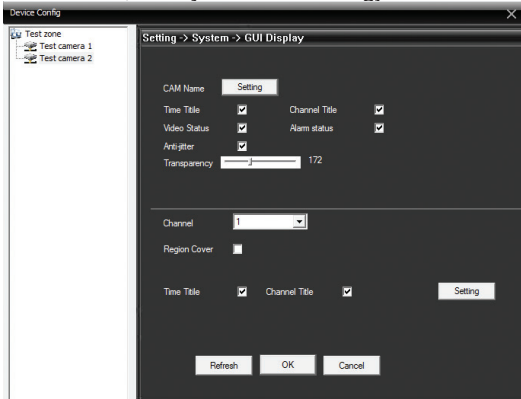 Device Config
Test zone
Test camera 1
Test camera 2
Setting -> System -> GUI Display
CAM Name Setting
Time Title Channel Title
Video Status Alarm status
Anti-jitter
Transparency 172
Channel 1
Region Cover
Time Title Channel Title Setting
Refresh OK Cancel